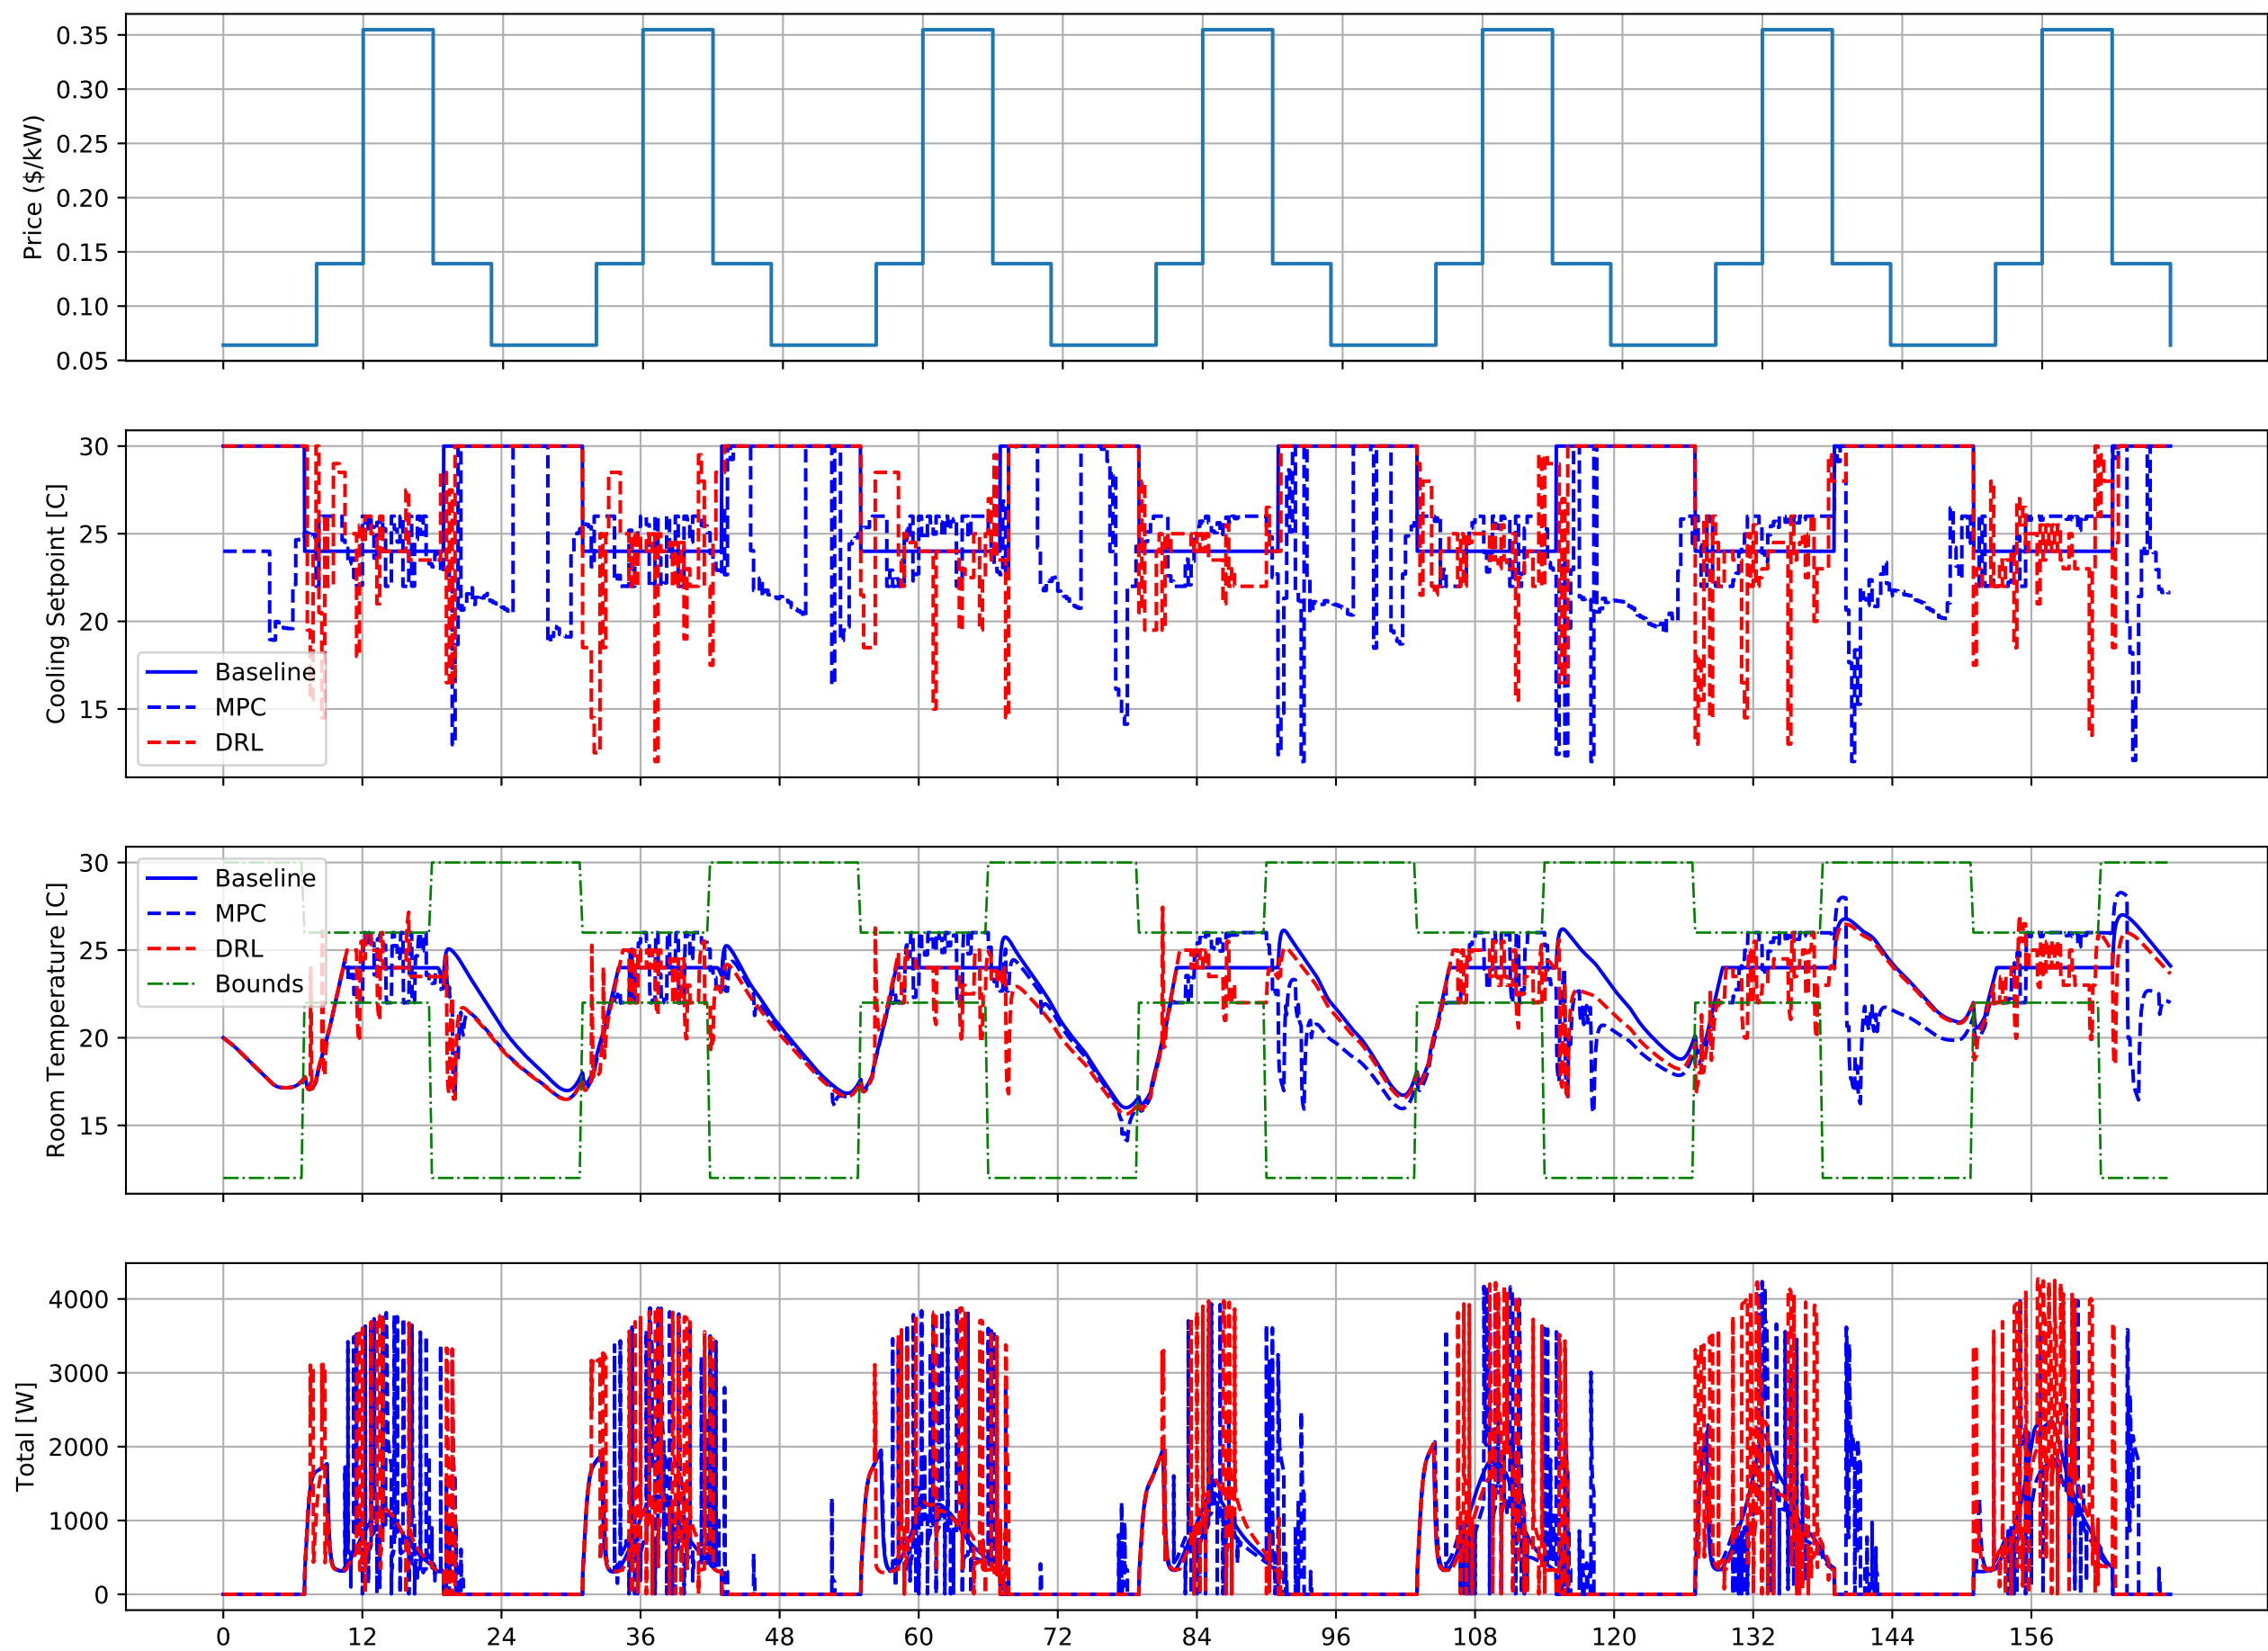 Price ($/kW)
0.35
0.30
0.25
0.20
0.15
0.10
0.05
Cooling Setpoint [C]
30
25
20
15
Baseline
MPC
DRL
Room Temperature [C]
30
25
20
15
Baseline
MPC
DRL
Bounds
Total [W]
4000
3000
2000
1000
0
0 12 24 36 48 60 72 84 96 108 120 132 144 156